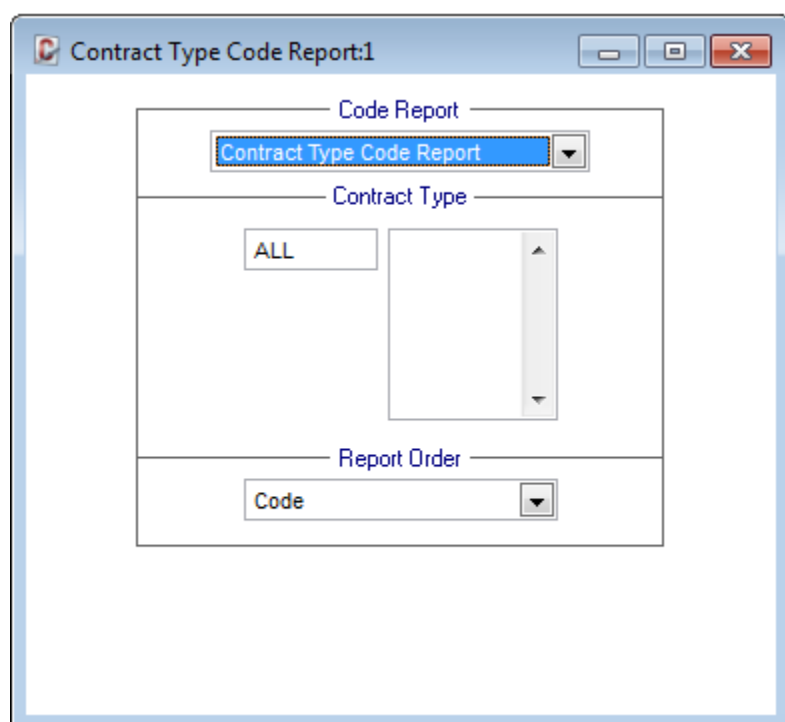 Contract Type Code Report:1
Code Report
Contract Type Code Report
Contract Type
ALL
Report Order
Code